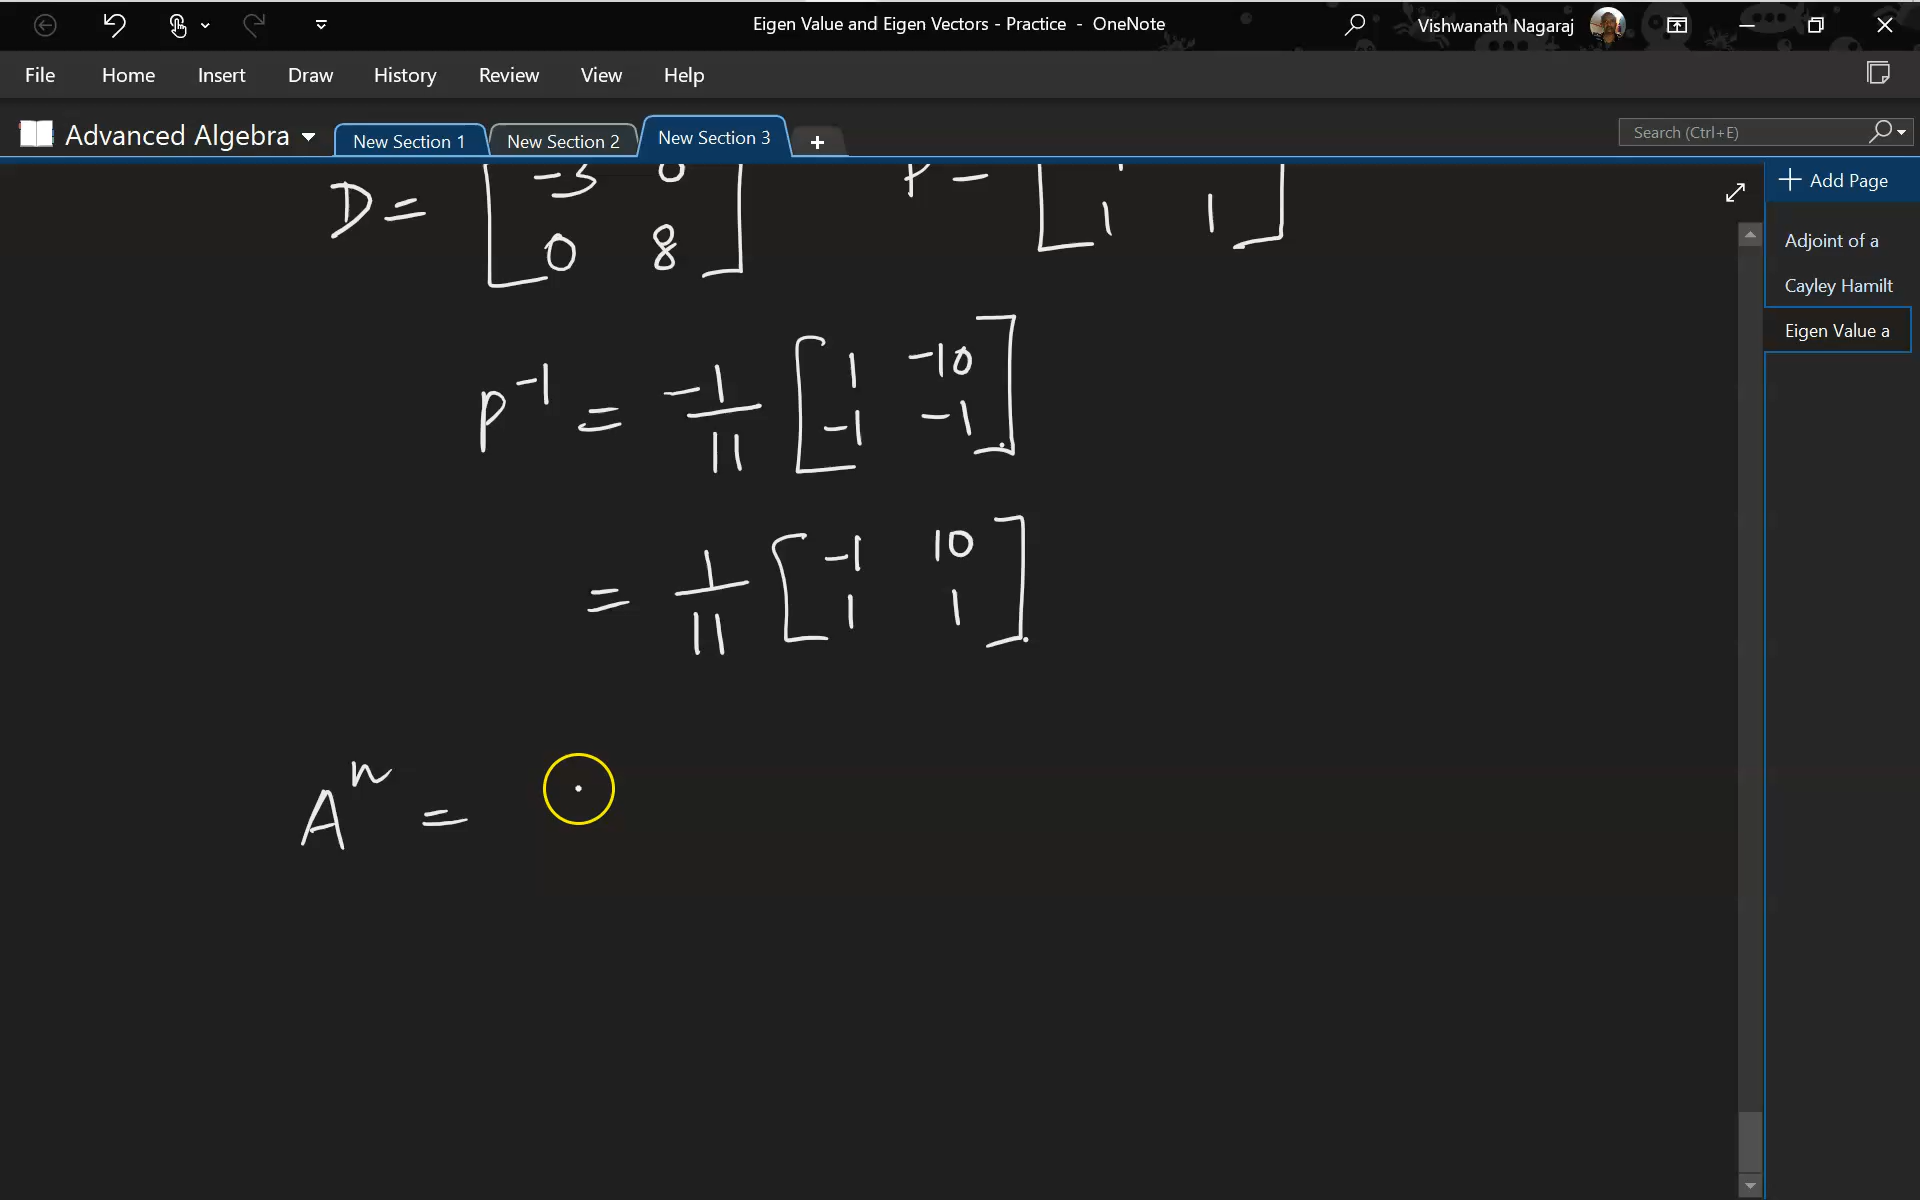 Eigen Value and Eigen Vectors - Practice - OneNote
Vishwanath Nagaraj
File Home Insert Draw History Review View Help
Advanced Algebra
New Section 1
New Section 2
New Section 3
+
Search (Ctrl+E)
+ Add Page
Adjoint of a
Cayley Hamilt
Eigen Value a
D = [-3 0
0 8]
P =
1 1
P^-1 = -1/11 [1 -10
-1 -1]
= 1/11 [-1 10
1 1]
A^n =